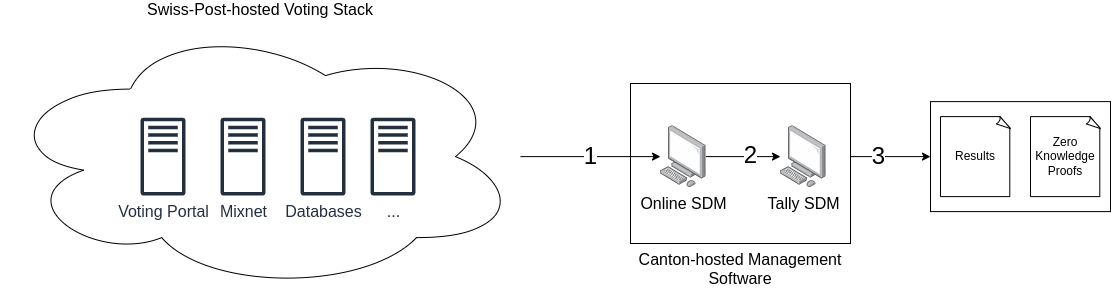 Swiss-Post-hosted Voting Stack
Voting Portal
Mixnet
Databases
...
1
Online SDM
2
Tally SDM
Canton-hosted Management
Software
3
Results
Zero
Knowledge
Proofs